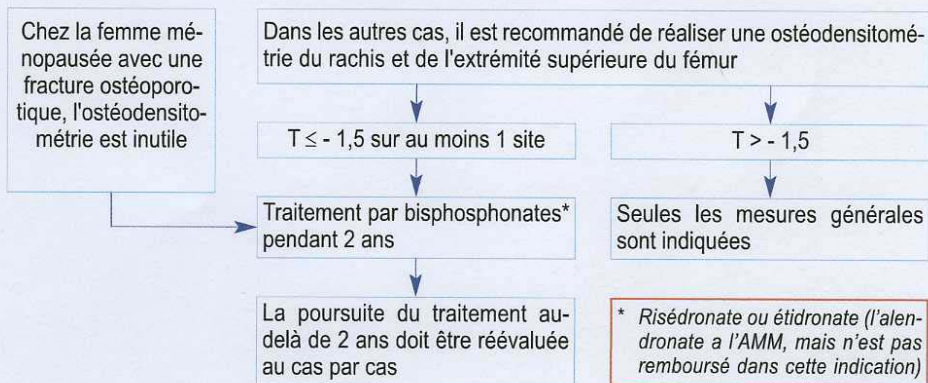 Chez la femme mé-
nopausée avec une
fracture ostéoporo-
tique, l'ostéodensito-
métrie est inutile
Dans les autres cas, il est recommandé de réaliser une ostéodensitomé-
trie du rachis et de l'extrémité supérieure du fémur
T ≤ - 1,5 sur au moins 1 site
T > - 1,5
Traitement par bisphosphonates*
pendant 2 ans
Seules les mesures générales
sont indiquées
La poursuite du traitement au-
delà de 2 ans doit être réévaluée
au cas par cas
* Risédronate ou étidronate (l'alen-
dronate a l'AMM, mais n'est pas
remboursé dans cette indication)